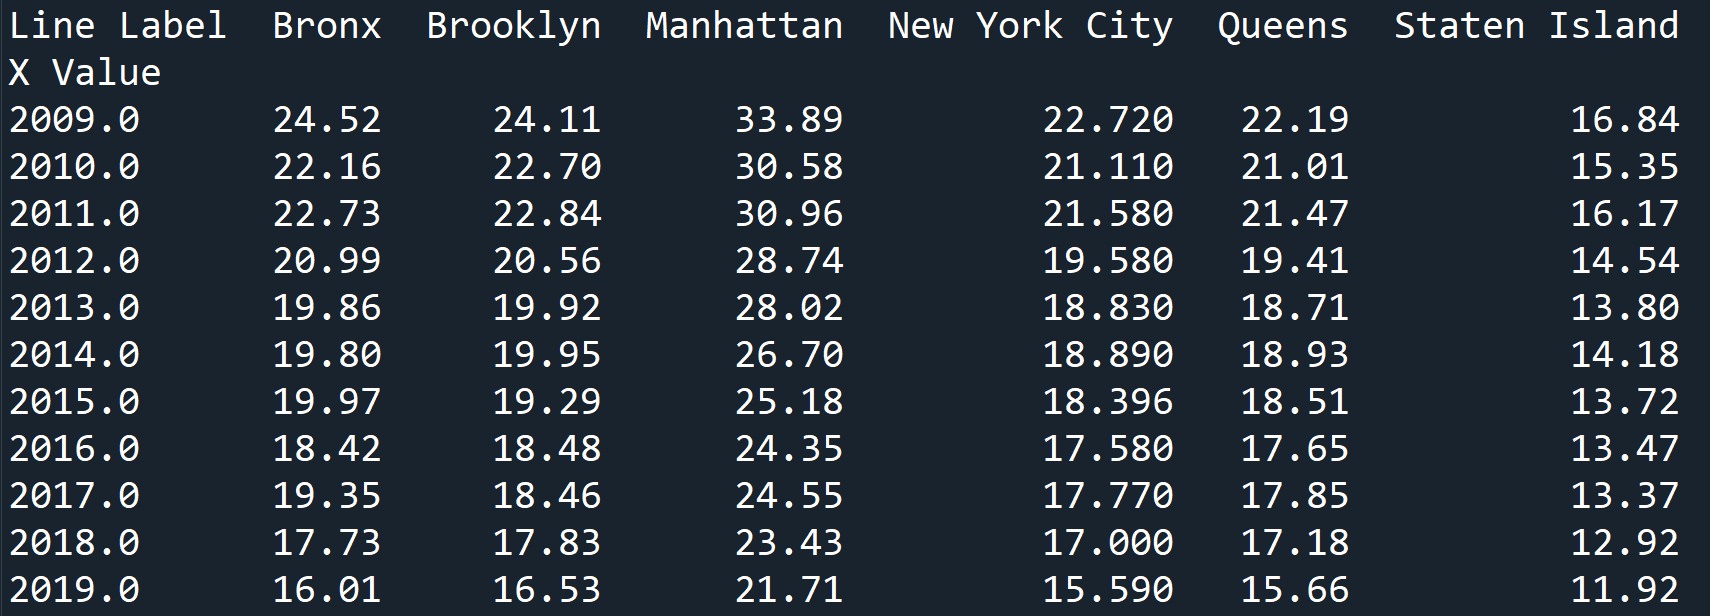 Line Label  Bronx  Brooklyn  Manhattan  New York City  Queens  Staten Island
X Value
2009.0      24.52     24.11      33.89         22.720   22.19          16.84
2010.0      22.16     22.70      30.58         21.110   21.01          15.35
2011.0      22.73     22.84      30.96         21.580   21.47          16.17
2012.0      20.99     20.56      28.74         19.580   19.41          14.54
2013.0      19.86     19.92      28.02         18.830   18.71          13.80
2014.0      19.80     19.95      26.70         18.890   18.93          14.18
2015.0      19.97     19.29      25.18         18.396   18.51          13.72
2016.0      18.42     18.48      24.35         17.580   17.65          13.47
2017.0      19.35     18.46      24.55         17.770   17.85          13.37
2018.0      17.73     17.83      23.43         17.000   17.18          12.92
2019.0      16.01     16.53      21.71         15.590   15.66          11.92